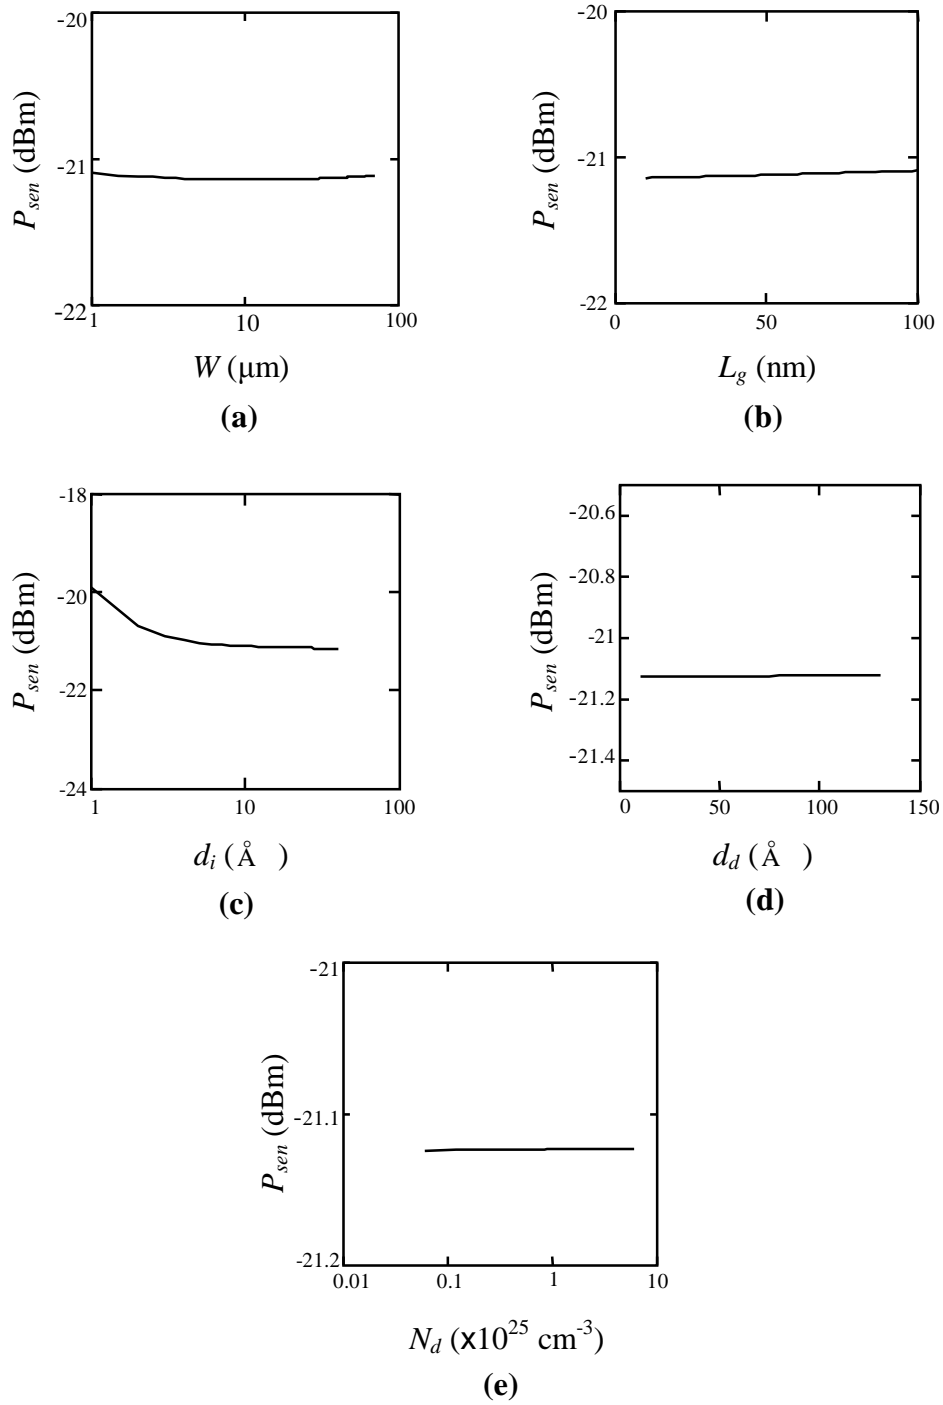 -20
-20
P_sen (dBm)
-21
P_sen (dBm)
-21
-22
1
10
100
-22
0
50
100
W (μm)
L_g (nm)
(a)
(b)
-18
-20
-22
-24
P_sen (dBm)
1
10
100
-20.6
-20.8
-21
-21.2
-21.4
P_sen (dBm)
0
50
100
150
d_i (Å )
d_d (Å )
(c)
(d)
-21
-21.1
-21.2
P_sen (dBm)
0.01
0.1
1
10
N_d (x10^25 cm^-3)
(e)